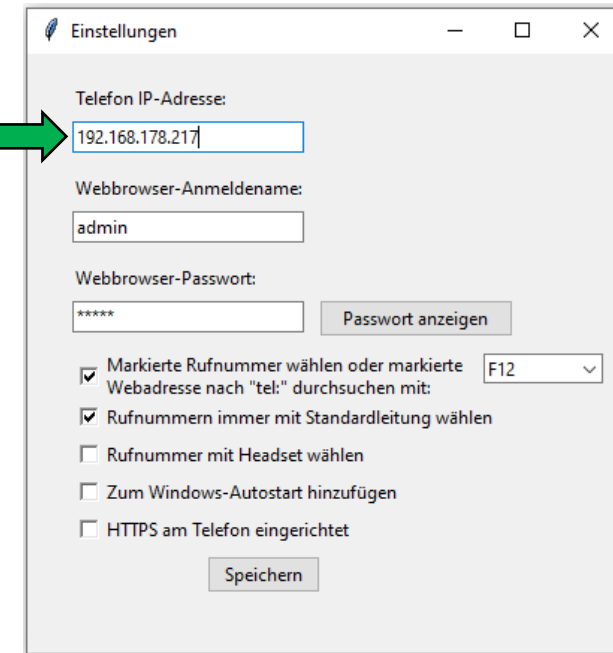 Einstellungen
Telefon IP-Adresse:
192.168.178.217
Webbrowser-Anmeldename:
admin
Webbrowser-Passwort:
*****
Passwort anzeigen
Markierte Rufnummer wählen oder markierte
Webadresse nach "tel:" durchsuchen mit:
F12
Rufnummern immer mit Standardleitung wählen
Rufnummer mit Headset wählen
Zum Windows-Autostart hinzufügen
HTTPS am Telefon eingerichtet
Speichern